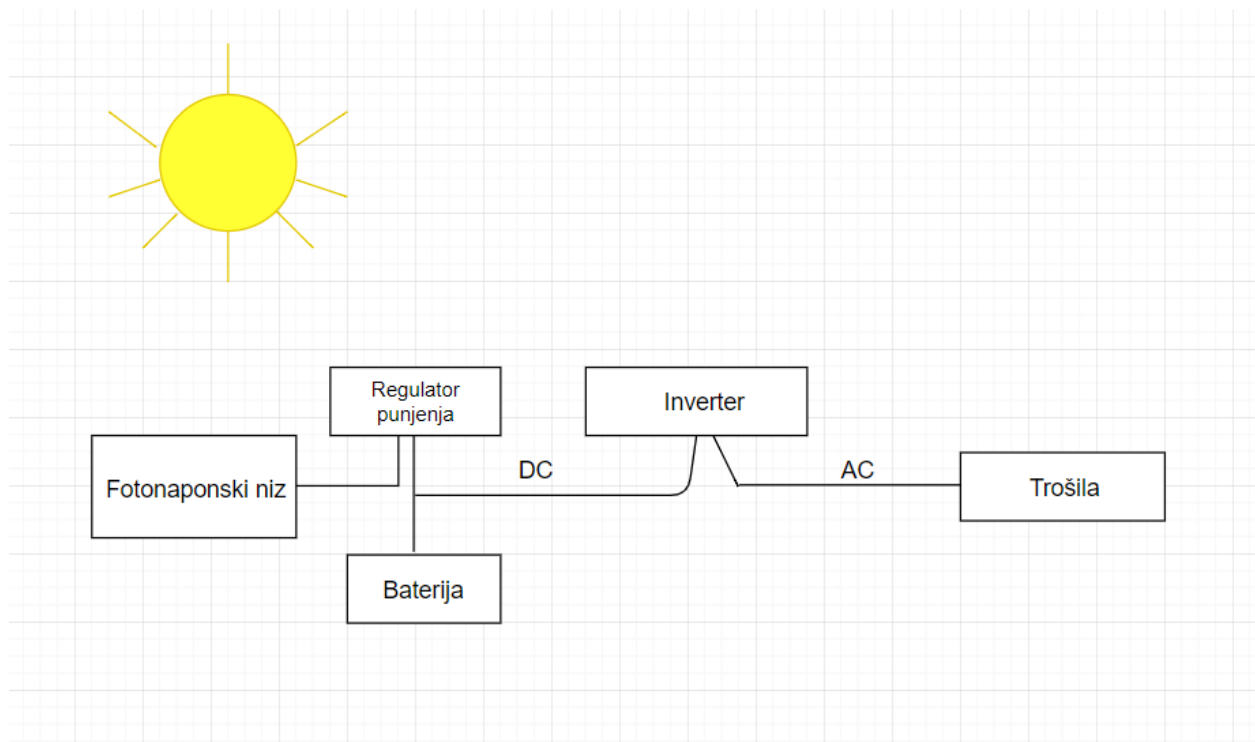 Regulator
punjenja
Inverter
Fotonaponski niz
DC
AC
Trošila
Baterija